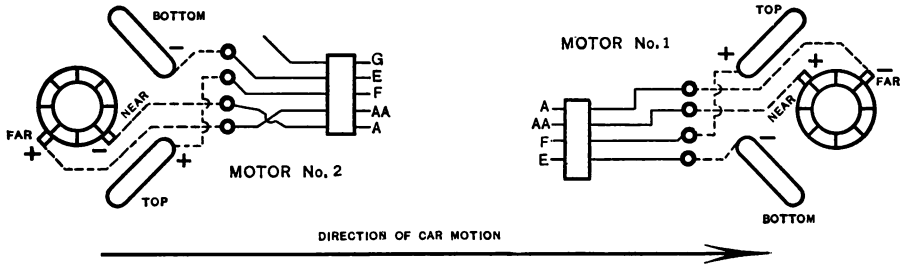 BOTTOM
−
G
E
F
AA
A
NEAR
FAR
+
−
+
TOP
MOTOR No. 2
TOP
MOTOR No. 1
+
+
−
FAR
NEAR
A
AA
F
E
−
BOTTOM
DIRECTION OF CAR MOTION